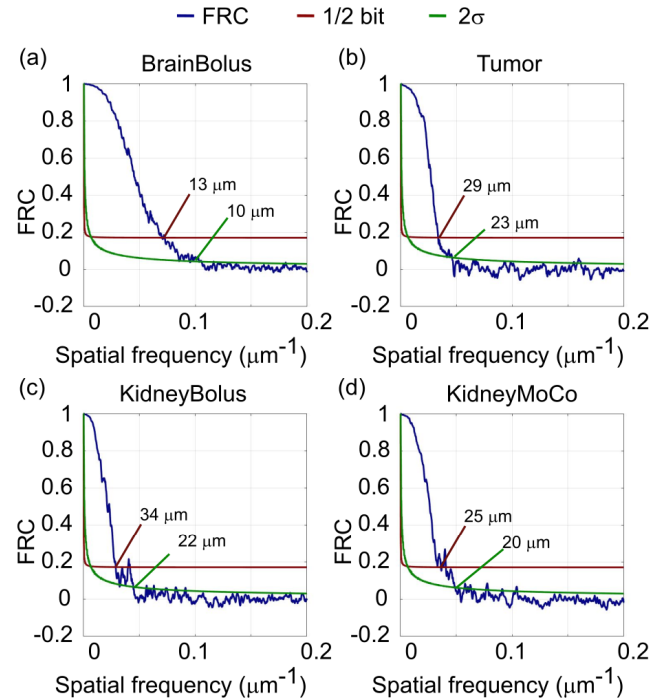 FRC 1/2 bit 2σ
(a) BrainBolus
FRC
1
0.8
0.6
0.4
0.2
0
-0.2
13 μm
10 μm
0 0.1 0.2
Spatial frequency (μm⁻¹)
(b) Tumor
FRC
1
0.8
0.6
0.4
0.2
0
-0.2
29 μm
23 μm
0 0.1 0.2
Spatial frequency (μm⁻¹)
(c) KidneyBolus
FRC
1
0.8
0.6
0.4
0.2
0
-0.2
34 μm
22 μm
0 0.1 0.2
Spatial frequency (μm⁻¹)
(d) KidneyMoCo
FRC
1
0.8
0.6
0.4
0.2
0
-0.2
25 μm
20 μm
0 0.1 0.2
Spatial frequency (μm⁻¹)